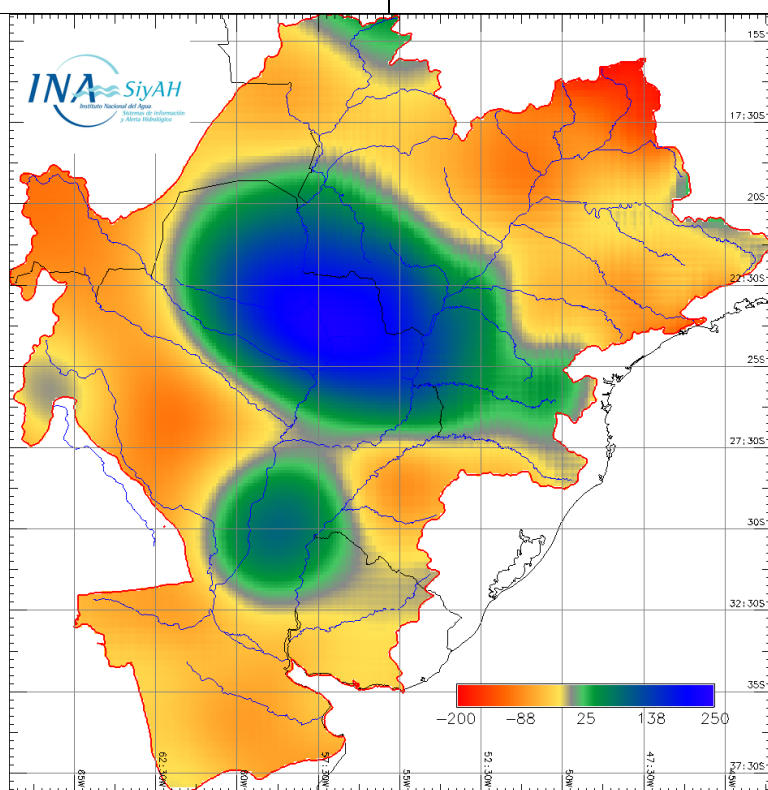 INA SiyAH
Instituto Nacional del Agua
Sistemas de Información
y Alerta Hidrológico
15S
17:30S
20S
22:30S
25S
27:30S
30S
32:30S
35S
37:30S
−200 −88 25 138 250
65W 62:30W 60W 57:30W 55W 52:30W 50W 47:30W 45W